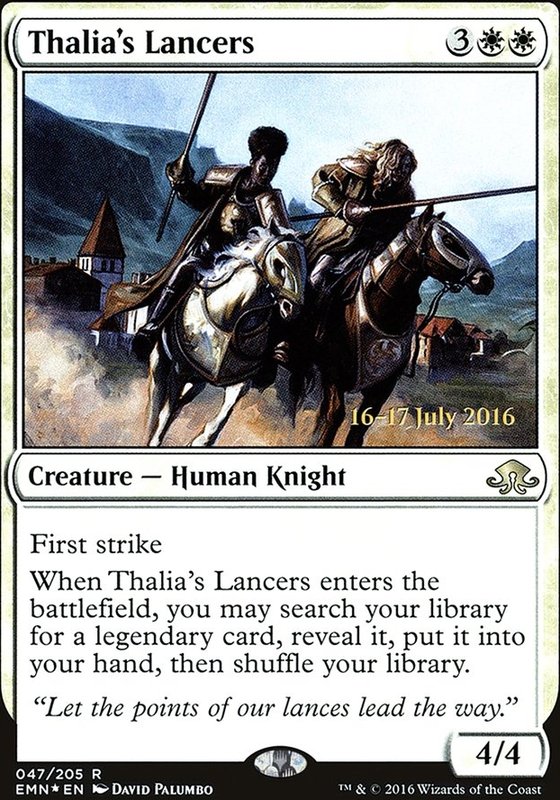 Thalia's Lancers 3
16–17 July 2016
Creature — Human Knight
First strike
When Thalia's Lancers enters the
battlefield, you may search your library
for a legendary card, reveal it, put it into
your hand, then shuffle your library.
“Let the points of our lances lead the way.”
4/4
047/205 R
EMN★EN David Palumbo
™ & © 2016 Wizards of the Coast